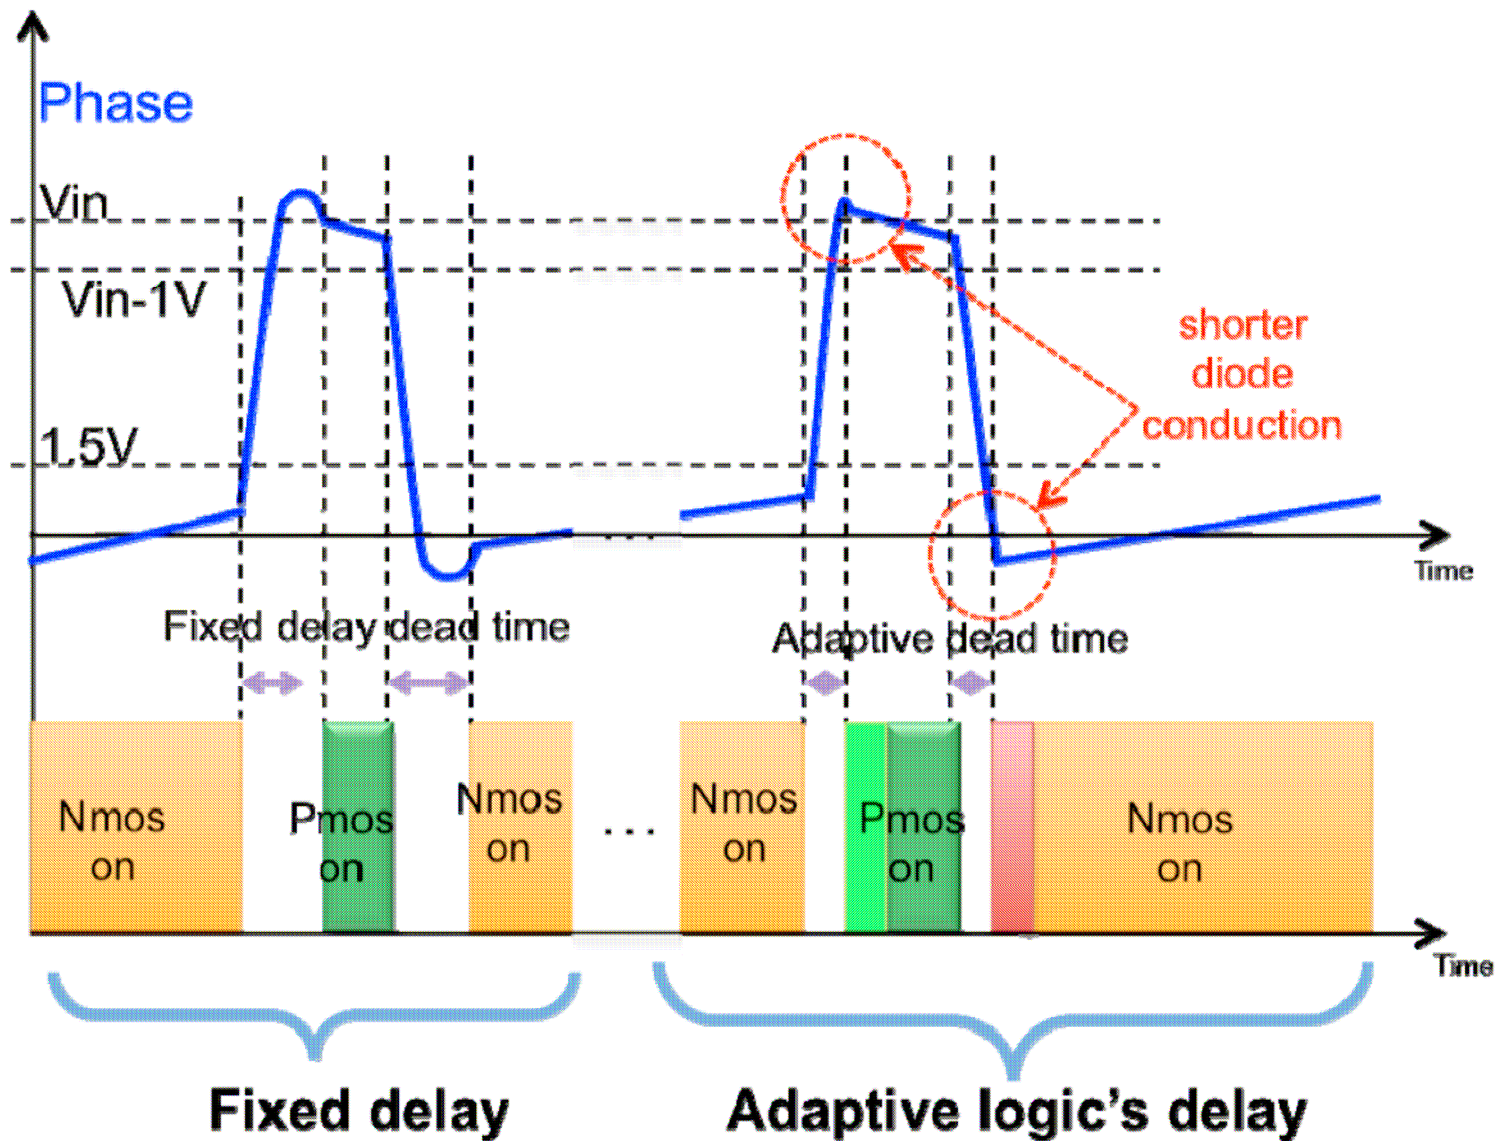 Phase
Vin
Vin-1V
1.5V
shorter
diode
conduction
...
Time
Fixed delay dead time
Adaptive dead time
Nmos
on
Pmos
on
Nmos
on
...
Nmos
on
Pmos
on
Nmos
on
Time
Fixed delay
Adaptive logic's delay